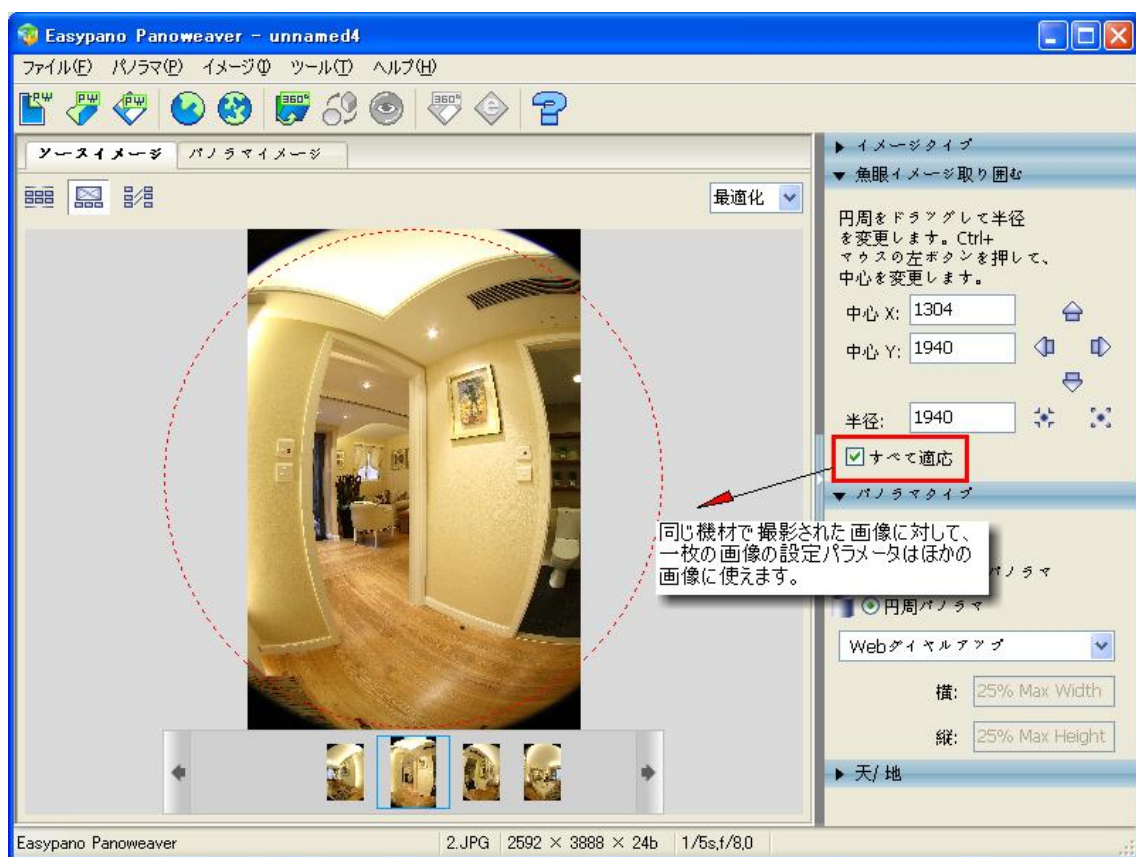 Easypano Panoweaver - unnamed4
ファイル(F) パノラマ(P) イメージ(I) ツール(T) ヘルプ(H)
PW PW PW 360° 360°
ソースイメージ パノラマイメージ
最適化
イメージタイプ
魚眼イメージ取り囲む
円周をドラッグして半径
を変更します。Ctrl+
マウスの左ボタンを押して、
中心を変更します。
中心 X: 1304
中心 Y: 1940
半径: 1940
すべて適応
パノラマタイプ
同じ機材で撮影された画像に対して、
一枚の画像の設定パラメータはほかの
画像に使えます。
パノラマ
円周パノラマ
Webダイヤルアップ
横: 25% Max Width
縦: 25% Max Height
天/地
Easypano Panoweaver 2.JPG 2592 × 3888 × 24b 1/5s,f/8.0